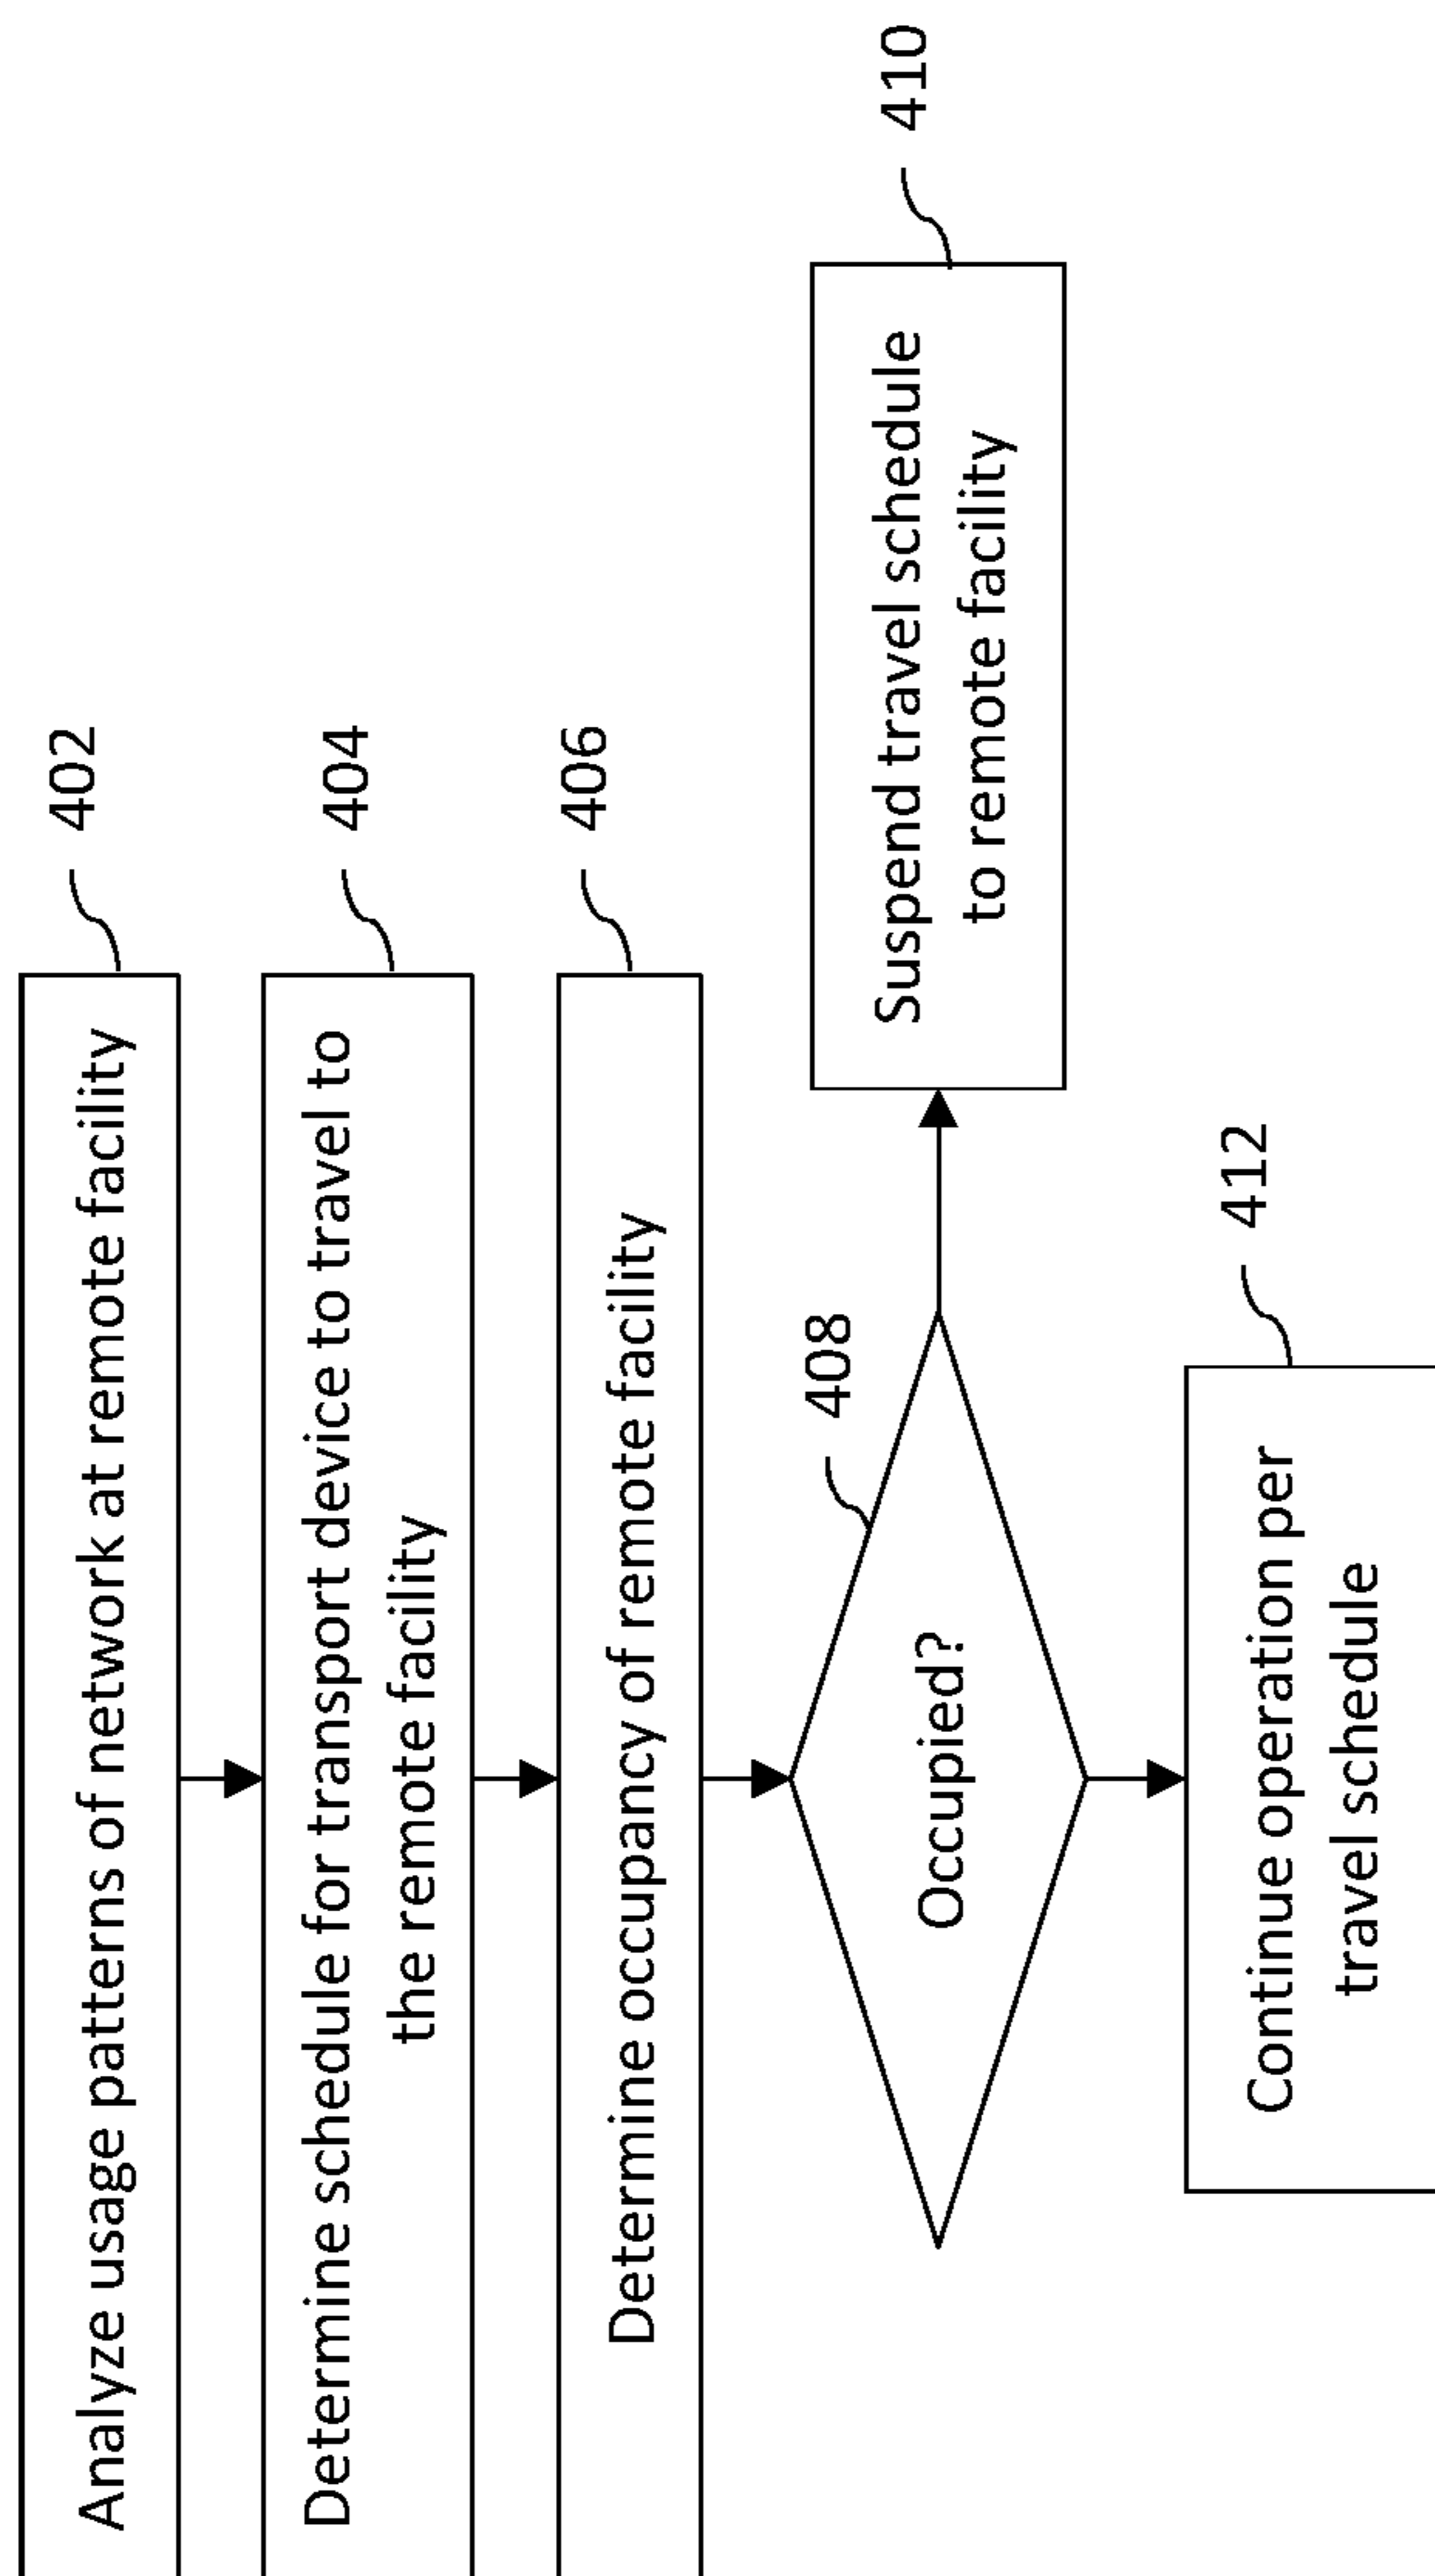 Analyze usage patterns of network at remote facility
402
Determine schedule for transport device to travel to
the remote facility
404
Determine occupancy of remote facility
406
Occupied?
408
Suspend travel schedule
to remote facility
410
Continue operation per
travel schedule
412